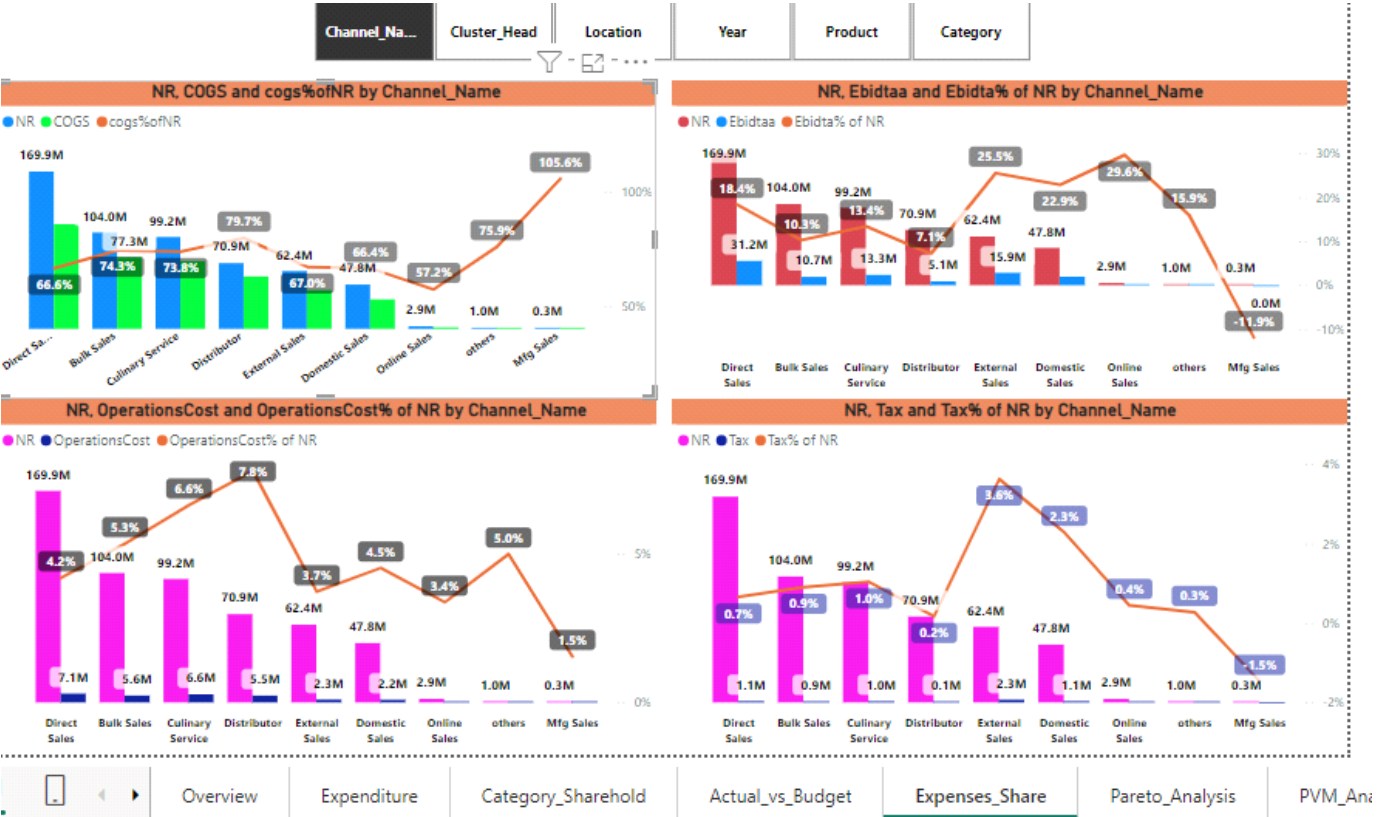 Channel_Na... Cluster_Head Location Year Product Category
NR, COGS and cogs%ofNR by Channel_Name
NR COGS cogs%ofNR
169.9M
104.0M
77.3M
99.2M
79.7%
70.9M
62.4M
66.4%
47.8M
57.2%
75.9%
105.6%
66.6%
74.3%
73.8%
67.0%
2.9M
1.0M
0.3M
100%
50%
Direct Sa...
Bulk Sales
Culinary Service
Distributor
External Sales
Domestic Sales
Online Sales
others
Mfg Sales
NR, Ebidtaa and Ebidta% of NR by Channel_Name
NR Ebidtaa Ebidta% of NR
169.9M
18.4%
104.0M
10.3%
99.2M
13.4%
70.9M
7.1%
62.4M
25.5%
47.8M
22.9%
29.6%
15.9%
31.2M
10.7M
13.3M
5.1M
15.9M
2.9M
1.0M
0.3M
0.0M
-11.9%
30%
20%
10%
0%
-10%
Direct Sales
Bulk Sales
Culinary Service
Distributor
External Sales
Domestic Sales
Online Sales
others
Mfg Sales
NR, OperationsCost and OperationsCost% of NR by Channel_Name
NR OperationsCost OperationsCost% of NR
169.9M
4.2%
104.0M
5.3%
99.2M
6.6%
70.9M
7.8%
62.4M
3.7%
47.8M
4.5%
3.4%
5.0%
1.5%
7.1M
5.6M
6.6M
5.5M
2.3M
2.2M
2.9M
1.0M
0.3M
5%
0%
Direct Sales
Bulk Sales
Culinary Service
Distributor
External Sales
Domestic Sales
Online Sales
others
Mfg Sales
NR, Tax and Tax% of NR by Channel_Name
NR Tax Tax% of NR
169.9M
0.7%
104.0M
0.9%
99.2M
1.0%
70.9M
0.2%
62.4M
3.6%
47.8M
2.3%
0.4%
0.3%
-1.5%
1.1M
0.9M
1.0M
0.1M
2.3M
1.1M
2.9M
1.0M
0.3M
4%
2%
0%
-2%
Direct Sales
Bulk Sales
Culinary Service
Distributor
External Sales
Domestic Sales
Online Sales
others
Mfg Sales
Overview Expenditure Category_Sharehold Actual_vs_Budget Expenses_Share Pareto_Analysis PVM_Ana